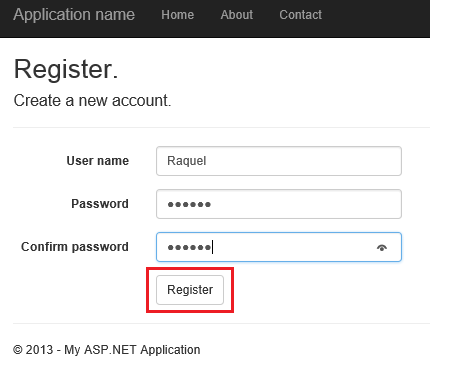 Application name Home About Contact
Register.
Create a new account.
User name Raquel
Password ●●●●●●
Confirm password ●●●●●●
Register
© 2013 - My ASP.NET Application